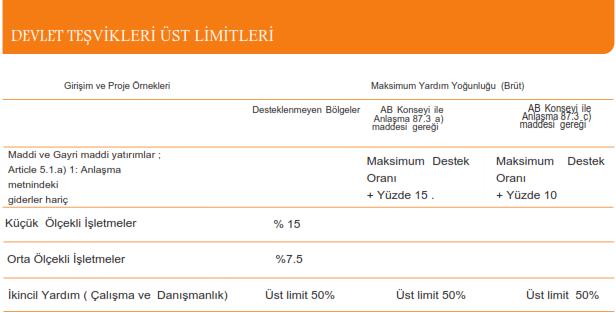 DEVLET TEŞVİKLERİ ÜST LİMİTLERİ
Girişim ve Proje Örnekleri
Maksimum Yardım Yoğunluğu (Brüt)
Desteklenmeyen Bölgeler
AB Konseyi ile
Anlaşma 87.3 a)
maddesi gereği
AB Konseyi ile
Anlaşma 87.3 c)
maddesi gereği
Maddi ve Gayri maddi yatırımlar ;
Article 5.1.a) 1: Anlaşma
metnindeki
giderler hariç
Maksimum Destek
Oranı
+ Yüzde 15 .
Maksimum Destek
Oranı
+ Yüzde 10
Küçük Ölçekli İşletmeler
% 15
Orta Ölçekli İşletmeler
%7.5
İkincil Yardım ( Çalışma ve Danışmanlık)
Üst limit 50%
Üst limit 50%
Üst limit 50%